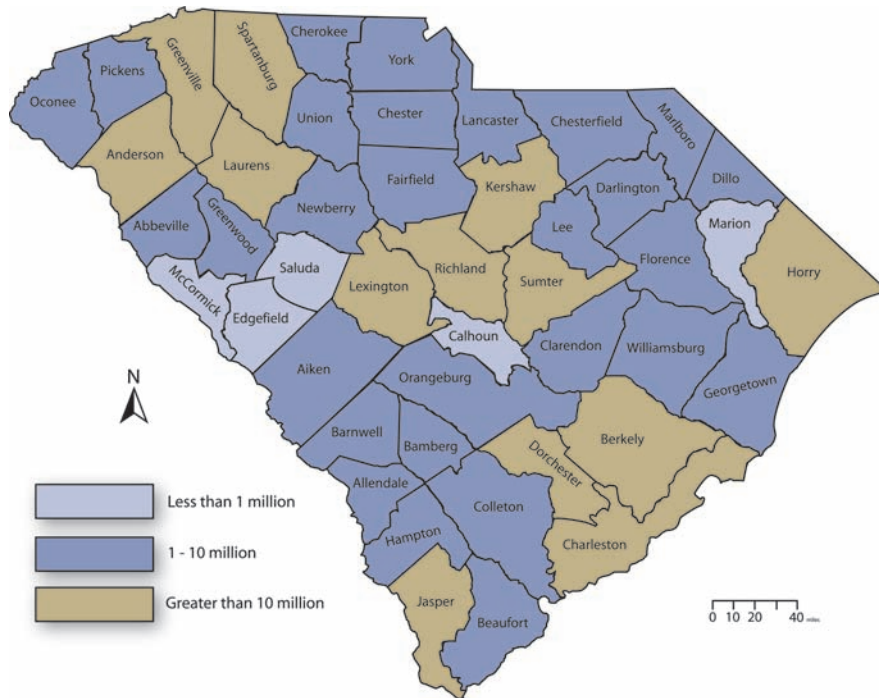 Cherokee
York
Greenville
Spartanburg
Pickens
Oconee
Union
Chester
Lancaster
Chesterfield
Marlboro
Anderson
Laurens
Fairfield
Kershaw
Darlington
Dillo
Abbeville
Greenwood
Newberry
Lee
Marion
Florence
Horry
McCormick
Saluda
Lexington
Richland
Sumter
Edgefield
Calhoun
Clarendon
Williamsburg
Aiken
Orangeburg
Georgetown
N
Barnwell
Bamberg
Dorchester
Berkely
Allendale
Colleton
Hampton
Charleston
Jasper
Beaufort
Less than 1 million
1 - 10 million
Greater than 10 million
0 10 20 40 miles